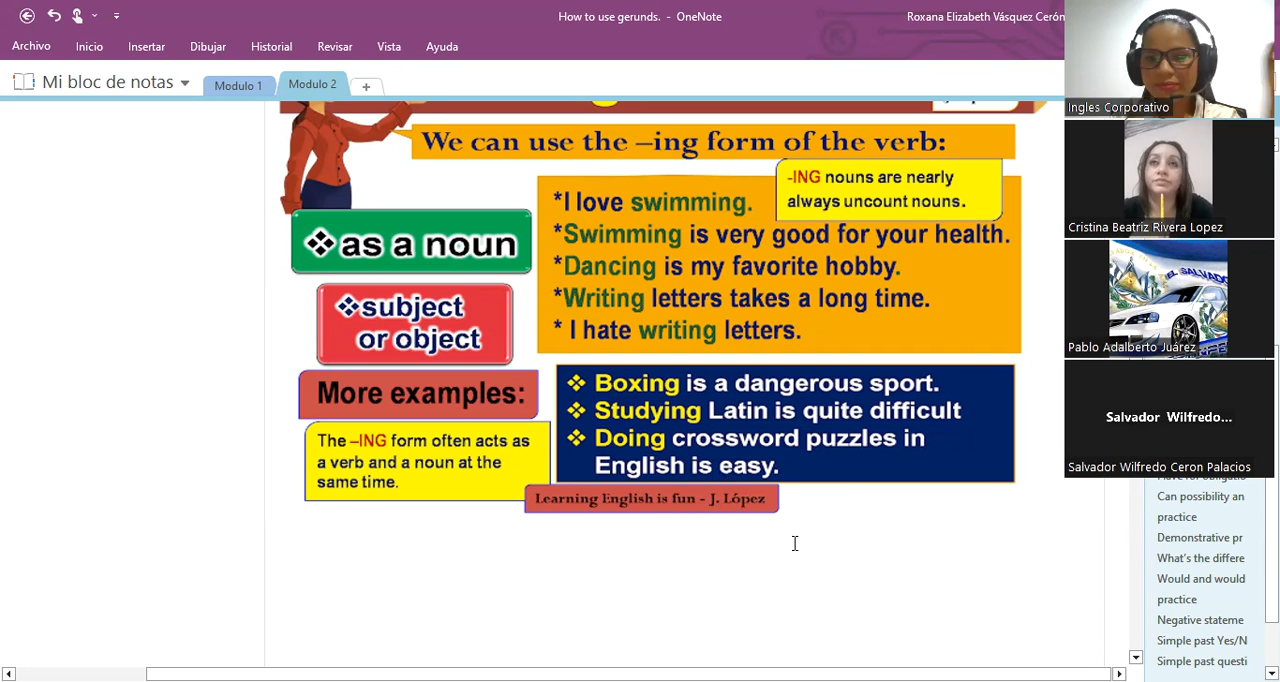 How to use gerunds. - OneNote
Roxana Elizabeth Vásquez Cerón
Archivo
Inicio
Insertar
Dibujar
Historial
Revisar
Vista
Ayuda
Mi bloc de notas
Modulo 1
Modulo 2
+
We can use the –ing form of the verb:
-ING nouns are nearly
always uncount nouns.
❖as a noun
❖subject
or object
*I love swimming.
*Swimming is very good for your health.
*Dancing is my favorite hobby.
*Writing letters takes a long time.
* I hate writing letters.
More examples:
The –ING form often acts as
a verb and a noun at the
same time.
❖ Boxing is a dangerous sport.
❖ Studying Latin is quite difficult
❖ Doing crossword puzzles in
English is easy.
Learning English is fun - J. López
Ingles Corporativo
Cristina Beatriz Rivera Lopez
EL SALVADOR
Pablo Adalberto Juárez
Salvador Wilfredo...
Salvador Wilfredo Ceron Palacios
Can possibility an
practice
Demonstrative pr
What's the differe
Would and would
practice
Negative stateme
Simple past Yes/N
Simple past questi